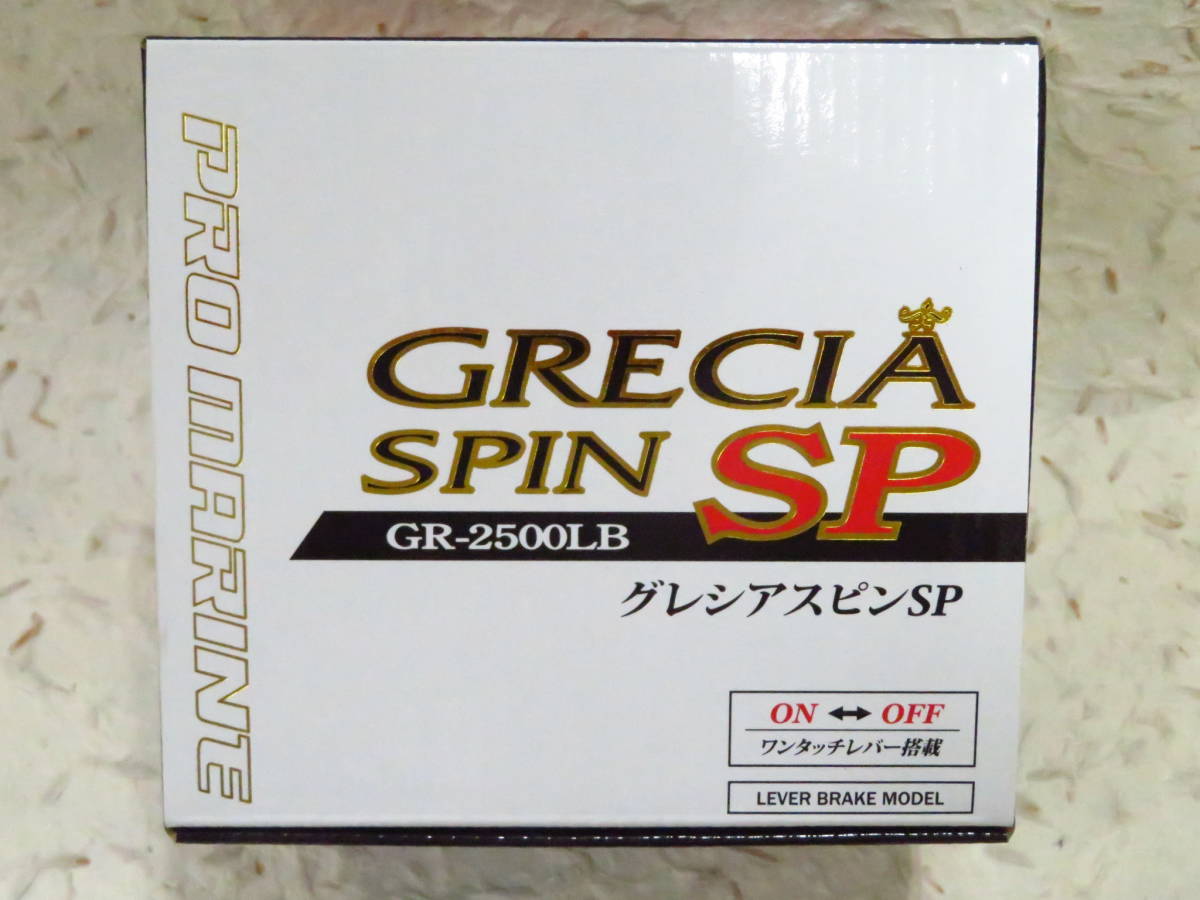 PRO MARINE
GRECIA
SPIN SP
GR-2500LB
グレシアスピンSP
ON ↔ OFF
ワンタッチレバー搭載
LEVER BRAKE MODEL